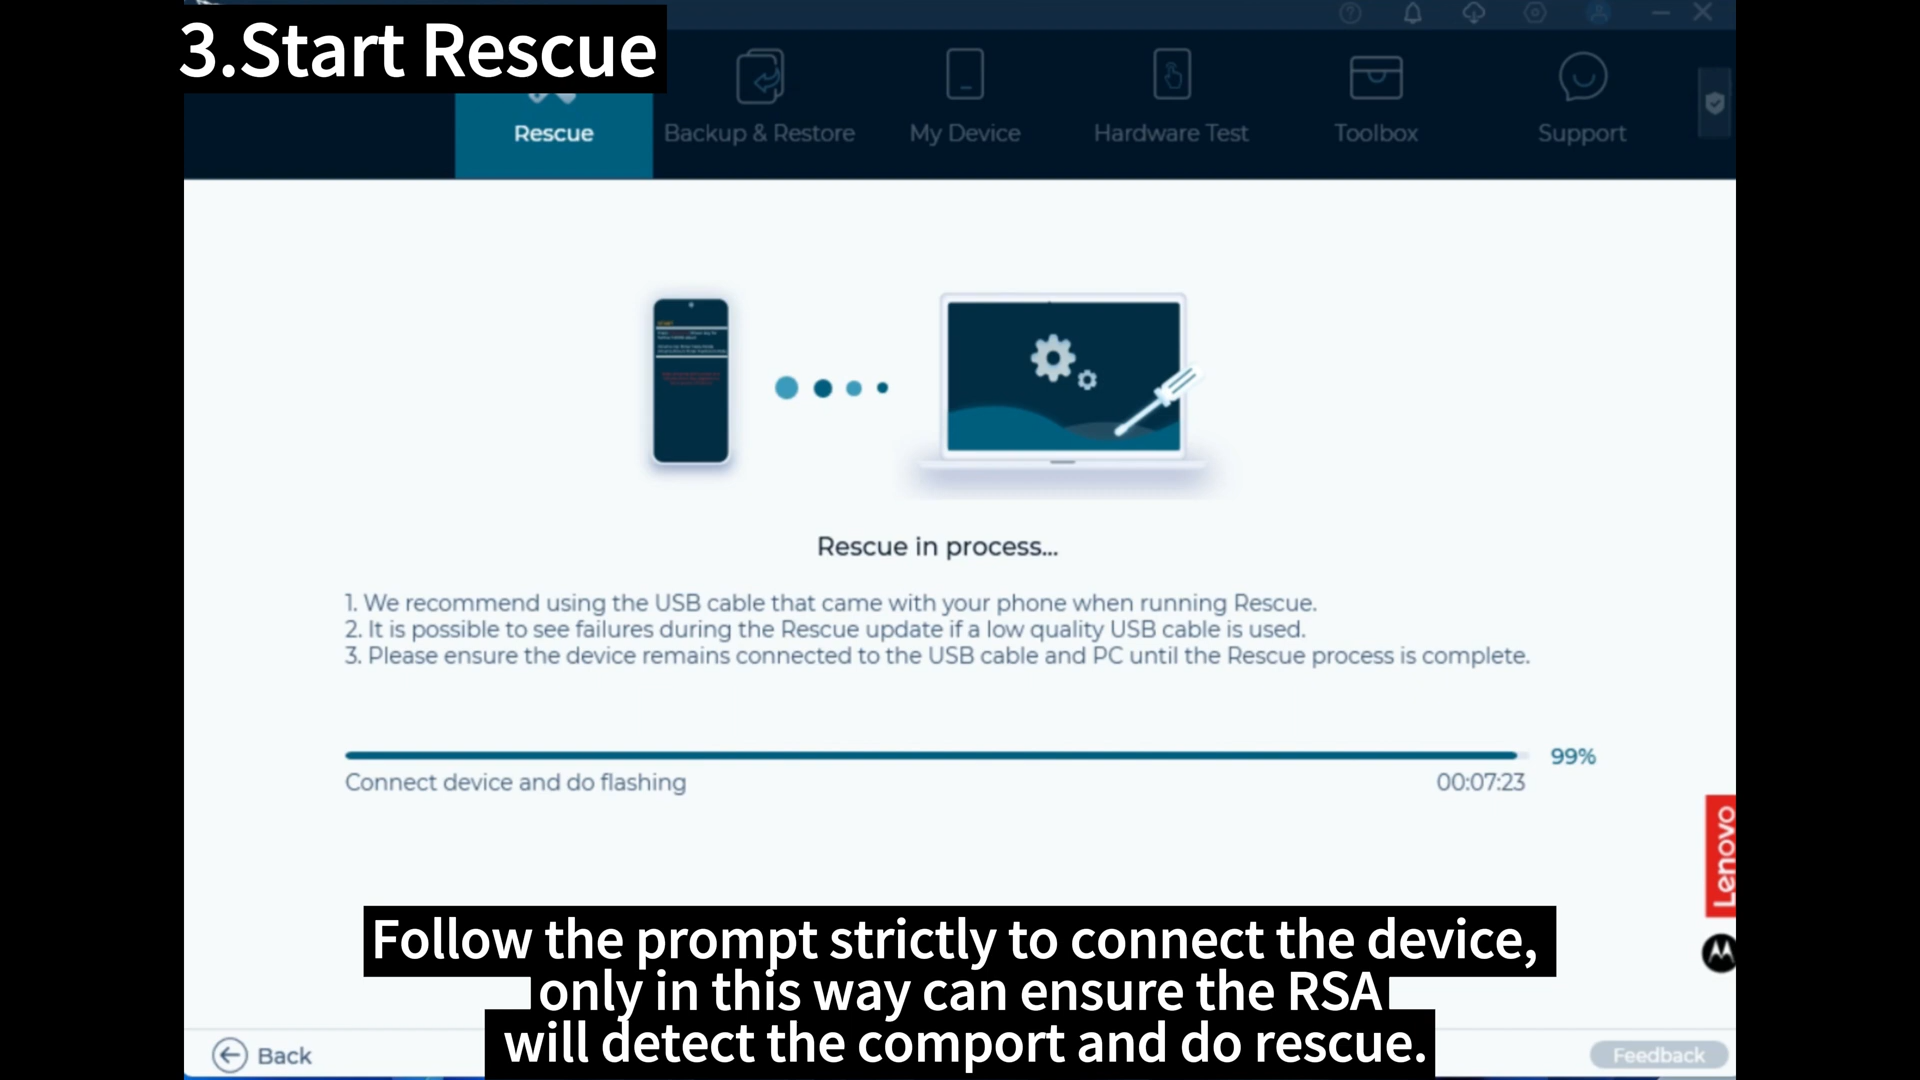 3.Start Rescue
Rescue
Backup & Restore
My Device
Hardware Test
Toolbox
Support
Rescue in process...
1. We recommend using the USB cable that came with your phone when running Rescue.
2. It is possible to see failures during the Rescue update if a low quality USB cable is used.
3. Please ensure the device remains connected to the USB cable and PC until the Rescue process is complete.
99%
Connect device and do flashing
00:07:23
Lenovo
Follow the prompt strictly to connect the device,
only in this way can ensure the RSA
will detect the comport and do rescue.
Back
Feedback